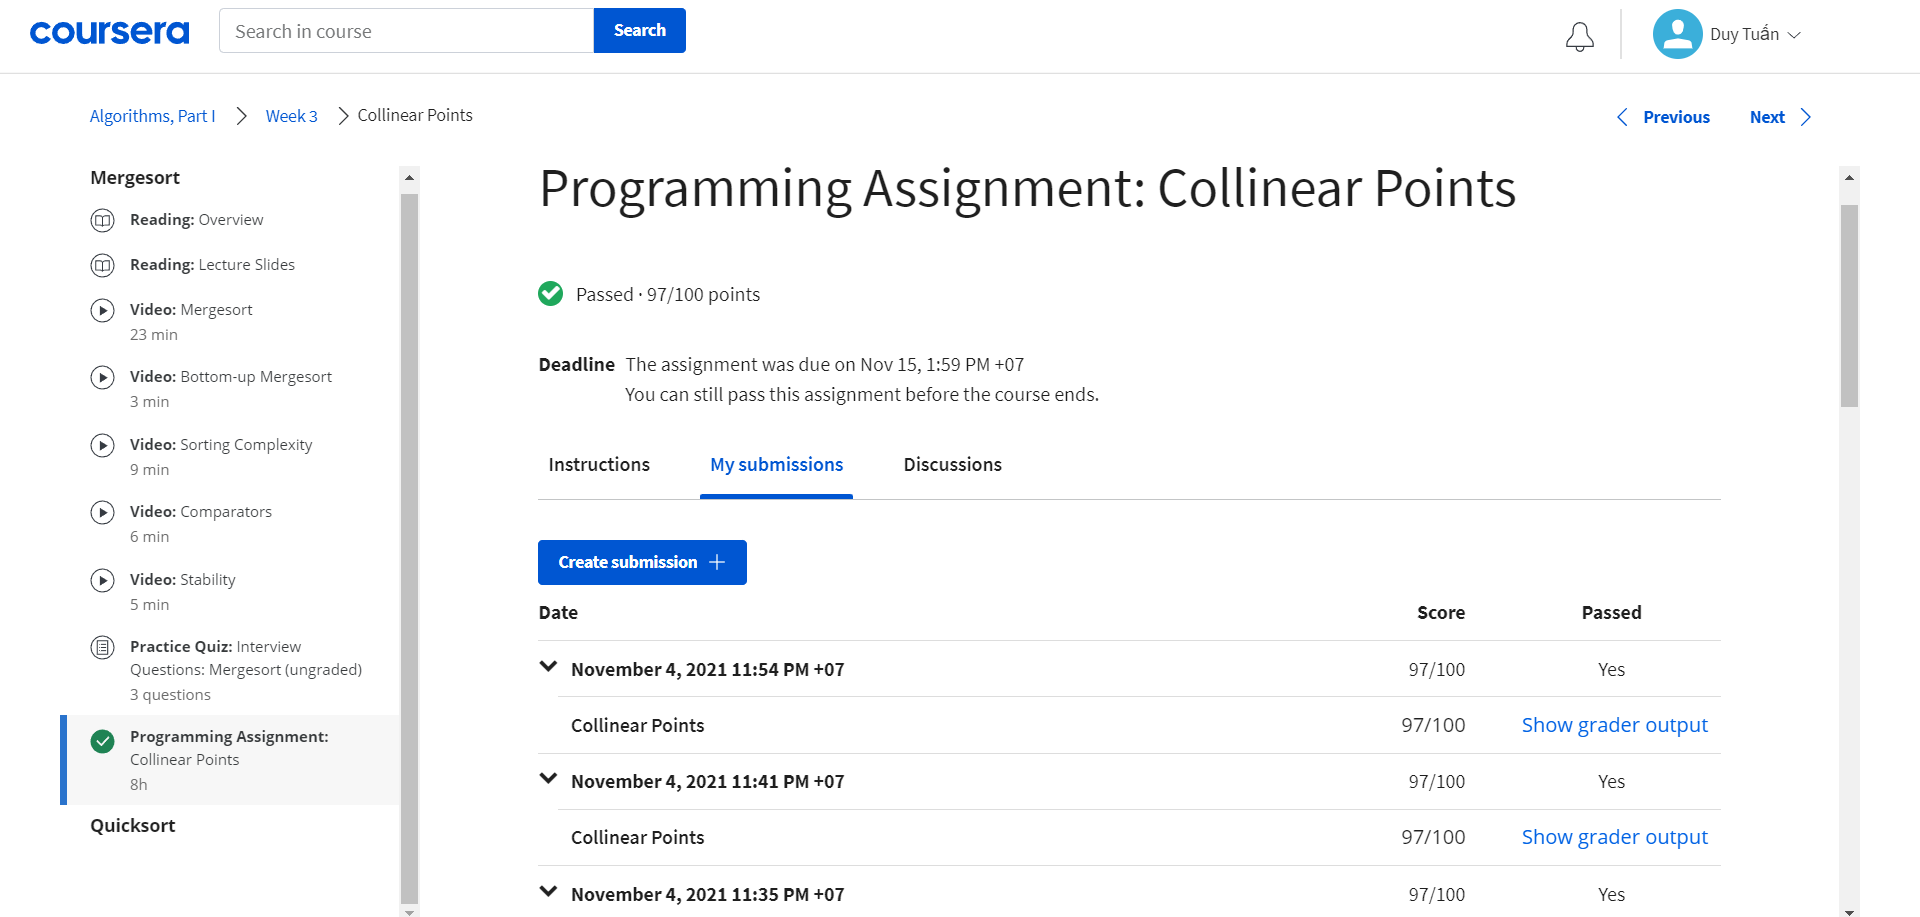 coursera
Search in course
Search
Duy Tuấn
Algorithms, Part I
Week 3
Collinear Points
Previous
Next
Mergesort
Reading: Overview
Reading: Lecture Slides
Video: Mergesort
23 min
Video: Bottom-up Mergesort
3 min
Video: Sorting Complexity
9 min
Video: Comparators
6 min
Video: Stability
5 min
Practice Quiz: Interview
Questions: Mergesort (ungraded)
3 questions
Programming Assignment:
Collinear Points
8h
Quicksort
Programming Assignment: Collinear Points
Passed · 97/100 points
Deadline The assignment was due on Nov 15, 1:59 PM +07
You can still pass this assignment before the course ends.
Instructions
My submissions
Discussions
Create submission
Date Score Passed
November 4, 2021 11:54 PM +07 97/100 Yes
Collinear Points 97/100 Show grader output
November 4, 2021 11:41 PM +07 97/100 Yes
Collinear Points 97/100 Show grader output
November 4, 2021 11:35 PM +07 97/100 Yes